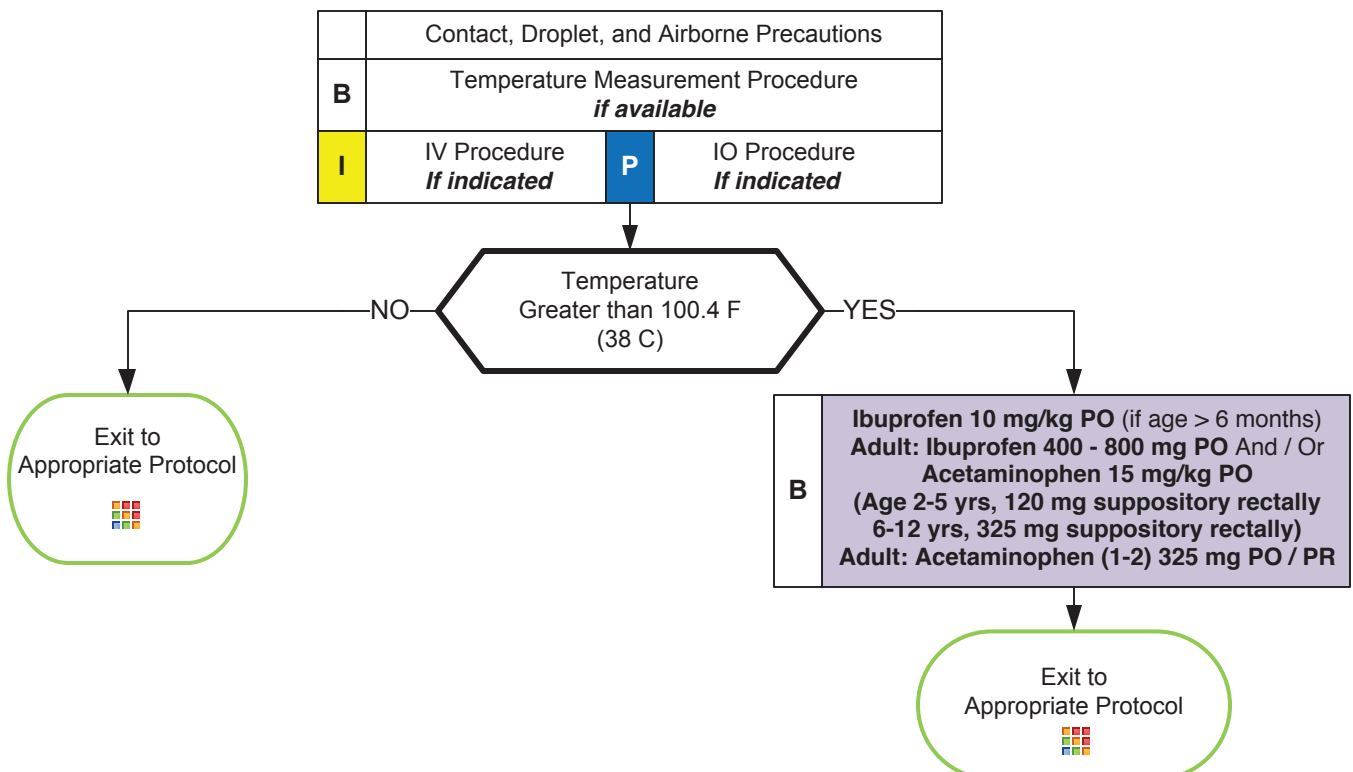 Contact, Droplet, and Airborne Precautions
B
Temperature Measurement Procedure
if available
I
IV Procedure
If indicated
P
IO Procedure
If indicated
Temperature
Greater than 100.4 F
(38 C)
NO
YES
Exit to
Appropriate Protocol
B
Ibuprofen 10 mg/kg PO (if age > 6 months)
Adult: Ibuprofen 400 - 800 mg PO And / Or
Acetaminophen 15 mg/kg PO
(Age 2-5 yrs, 120 mg suppository rectally
6-12 yrs, 325 mg suppository rectally)
Adult: Acetaminophen (1-2) 325 mg PO / PR
Exit to
Appropriate Protocol